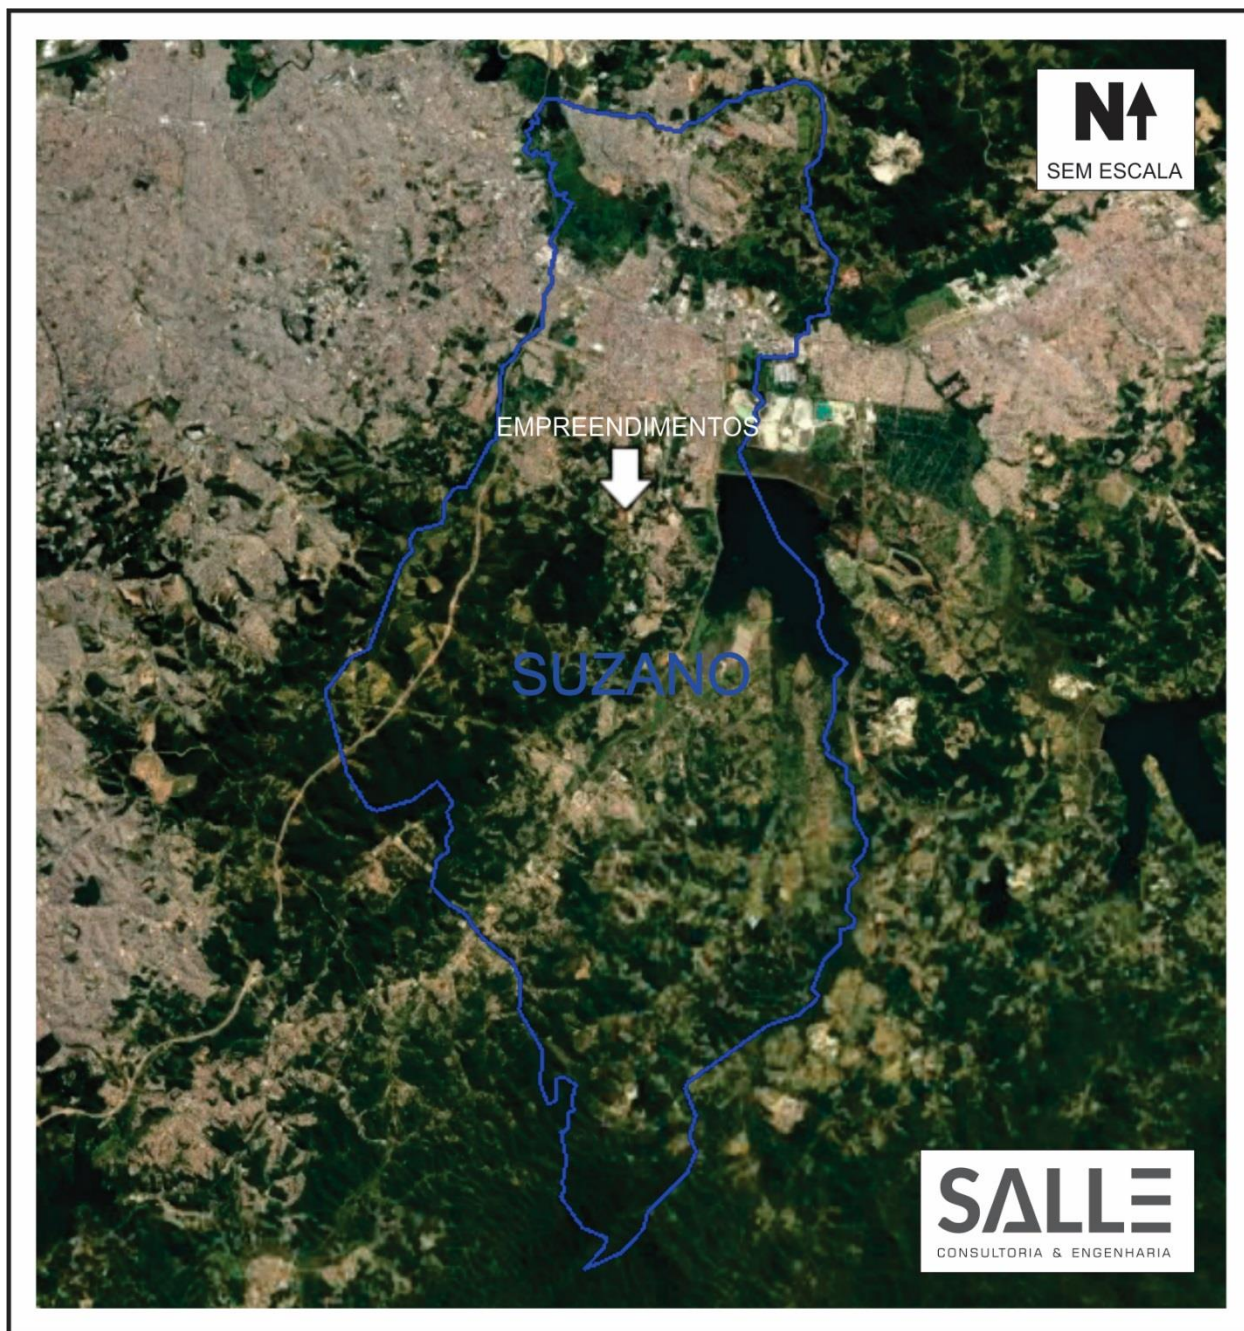 N
SEM ESCALA
EMPREENDIMENTOS
SUZANO
SALLE
CONSULTORIA & ENGENHARIA